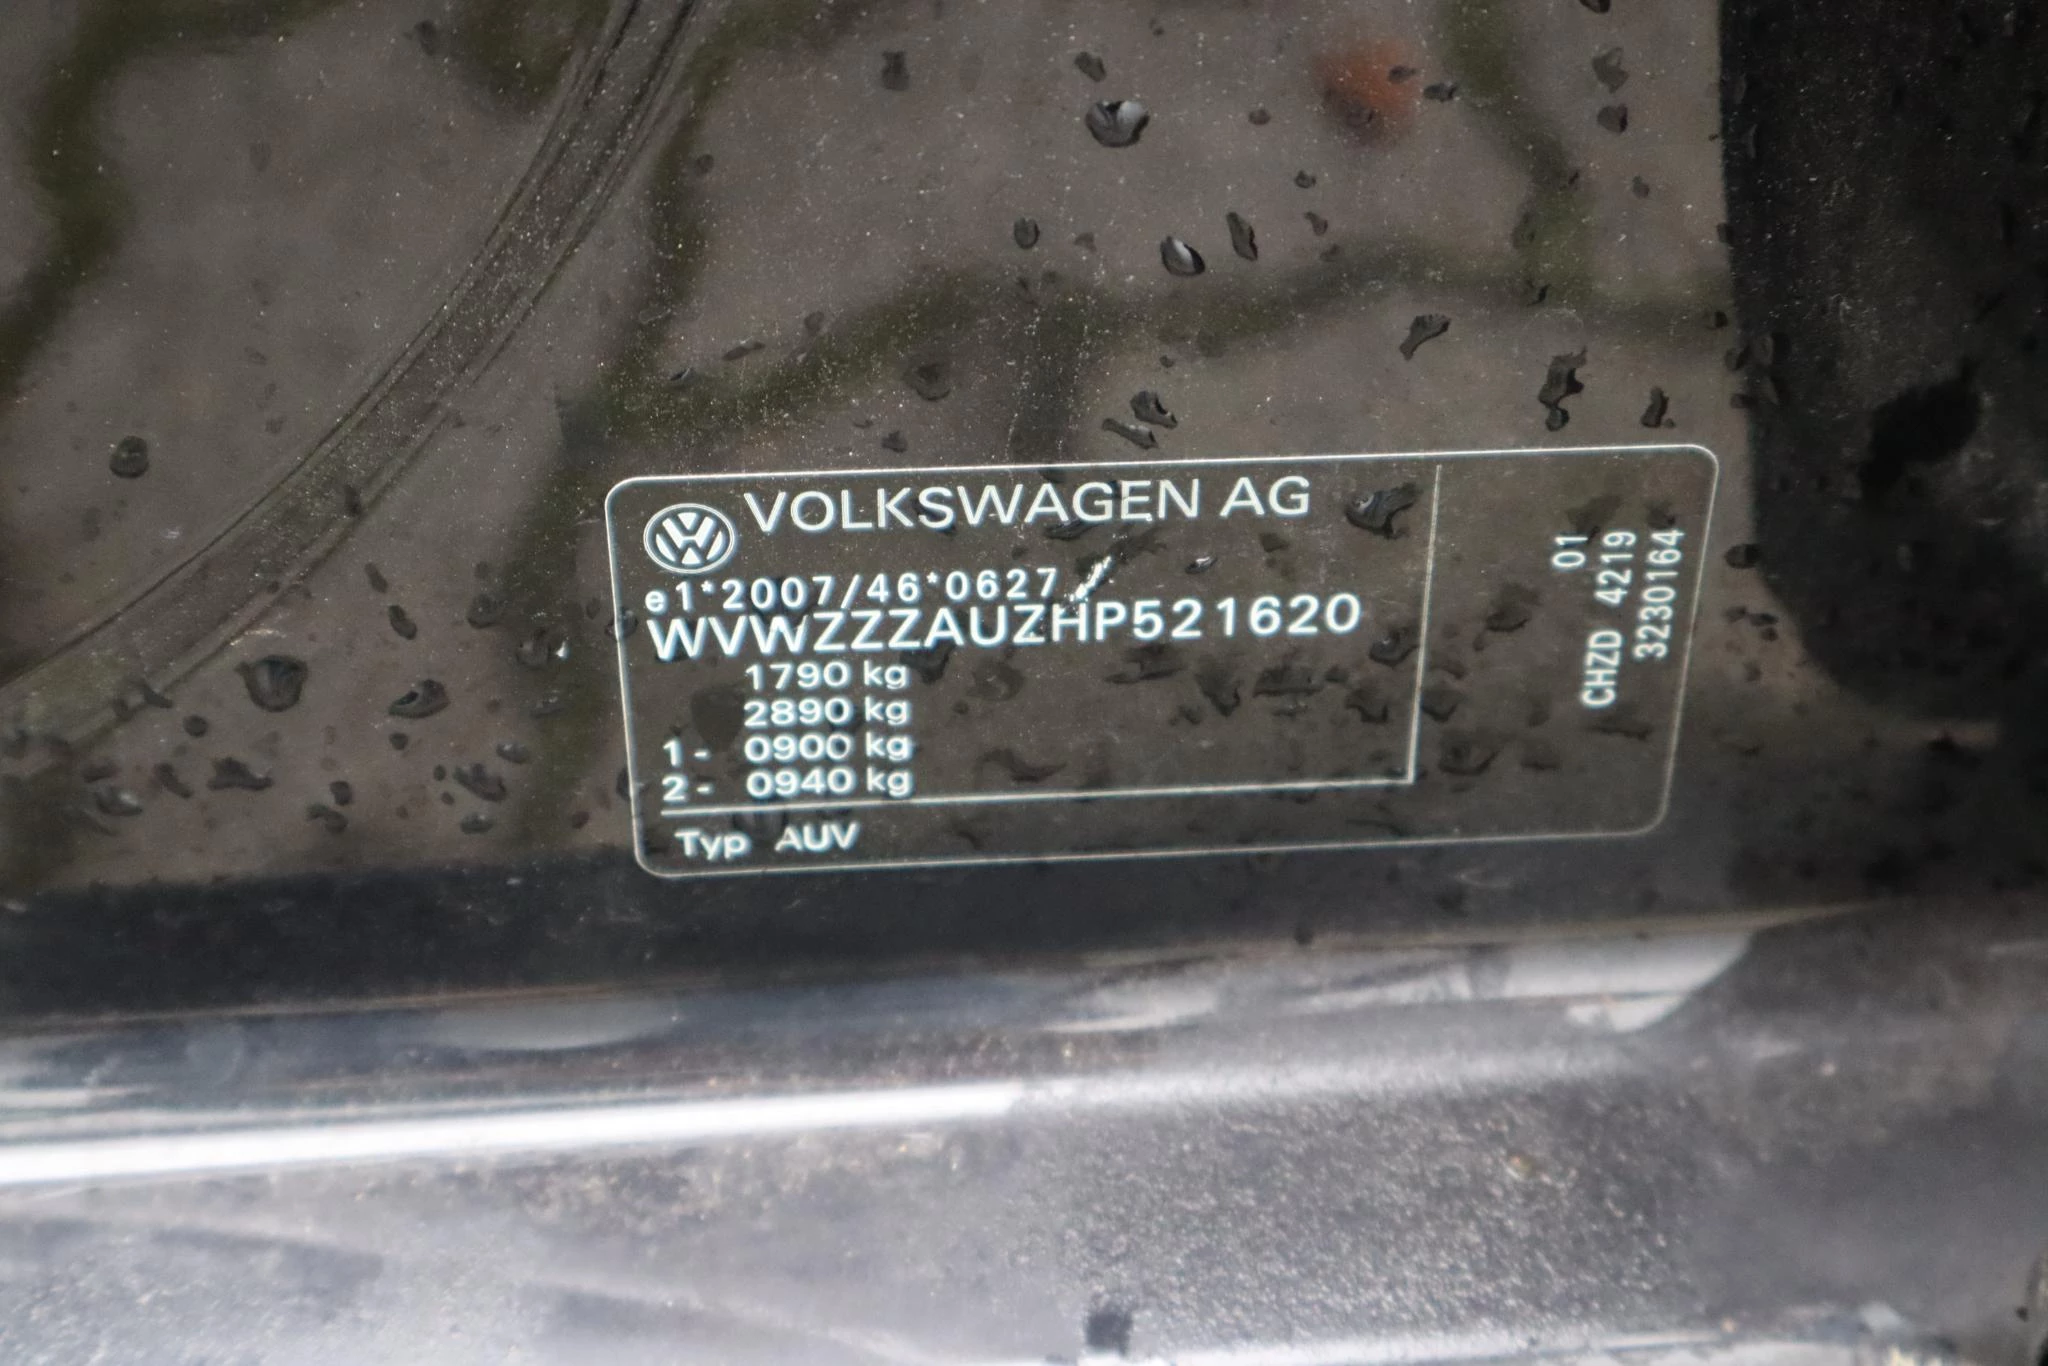 VOLKSWAGEN AG
e1*2007/46*0627
WVWZZZAUZHP521620
1790 kg
2890 kg
1- 0900 kg
2- 0940 kg
Typ AUV
01
CHZD 4219
3230164